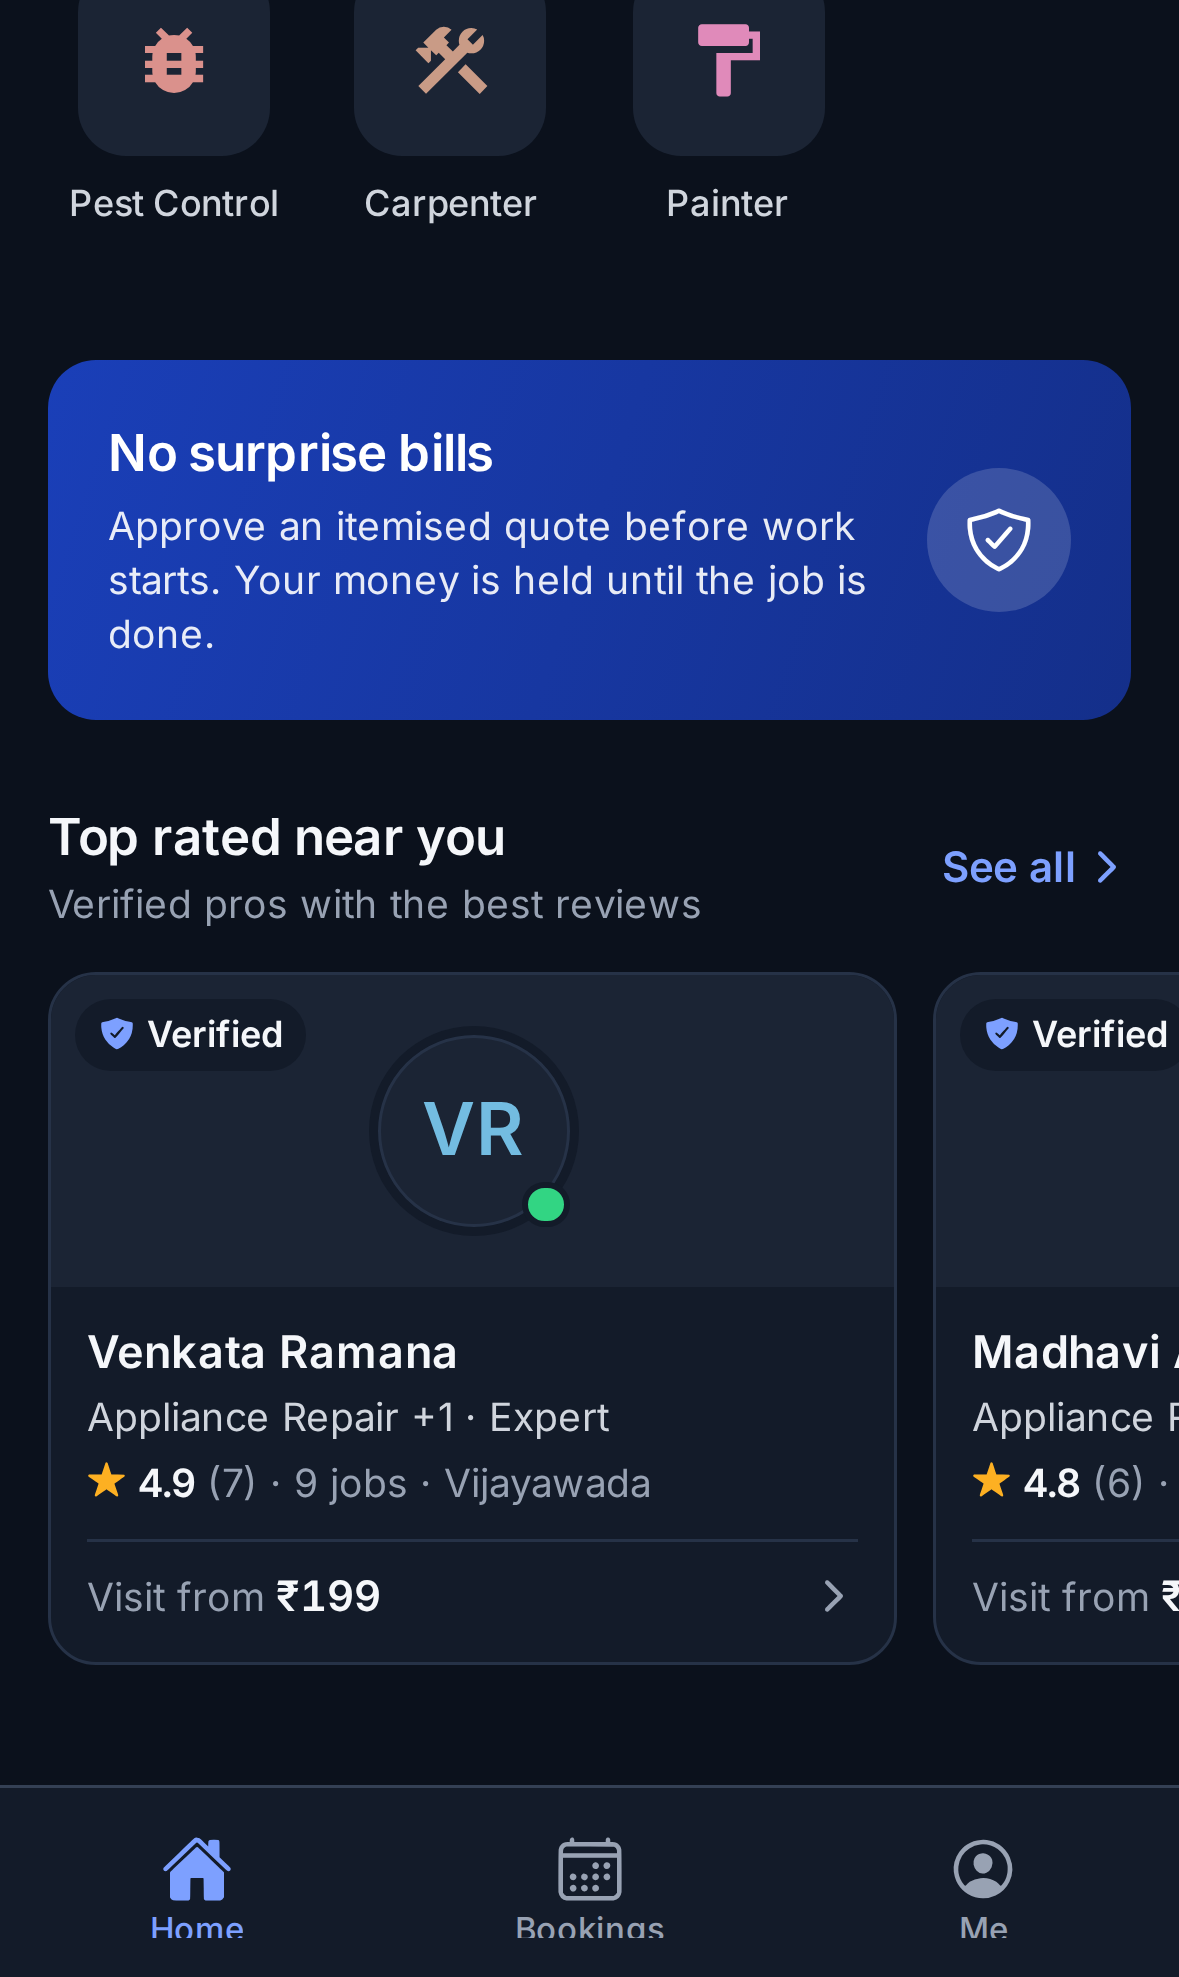 Pest Control
Carpenter
Painter
No surprise bills
Approve an itemised quote before work
starts. Your money is held until the job is
done.
Top rated near you
See all
Verified pros with the best reviews
Verified
Verified
VR
Venkata Ramana
Madhavi
Appliance Repair +1 · Expert
Appliance
★ 4.9 (7) · 9 jobs · Vijayawada
★ 4.8 (6) ·
Visit from ₹199
Visit from ₹
Home
Bookings
Me